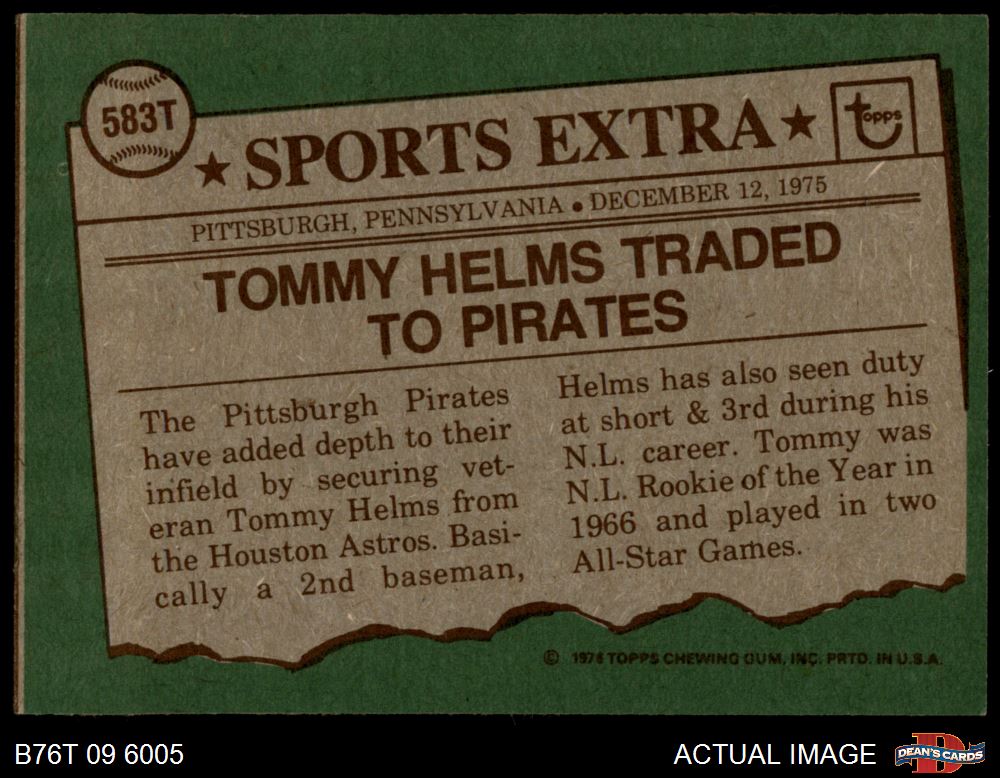 583T
★ SPORTS EXTRA ★
topps
PITTSBURGH, PENNSYLVANIA • DECEMBER 12, 1975
TOMMY HELMS TRADED
TO PIRATES
The Pittsburgh Pirates
have added depth to their
infield by securing vet-
eran Tommy Helms from
the Houston Astros. Basi-
cally a 2nd baseman,
Helms has also seen duty
at short & 3rd during his
N.L. career. Tommy was
N.L. Rookie of the Year in
1966 and played in two
All-Star Games.
© 1976 TOPPS CHEWING GUM, INC. PRTD. IN U.S.A.
B76T 09 6005
ACTUAL IMAGE
D
DEAN'S CARDS